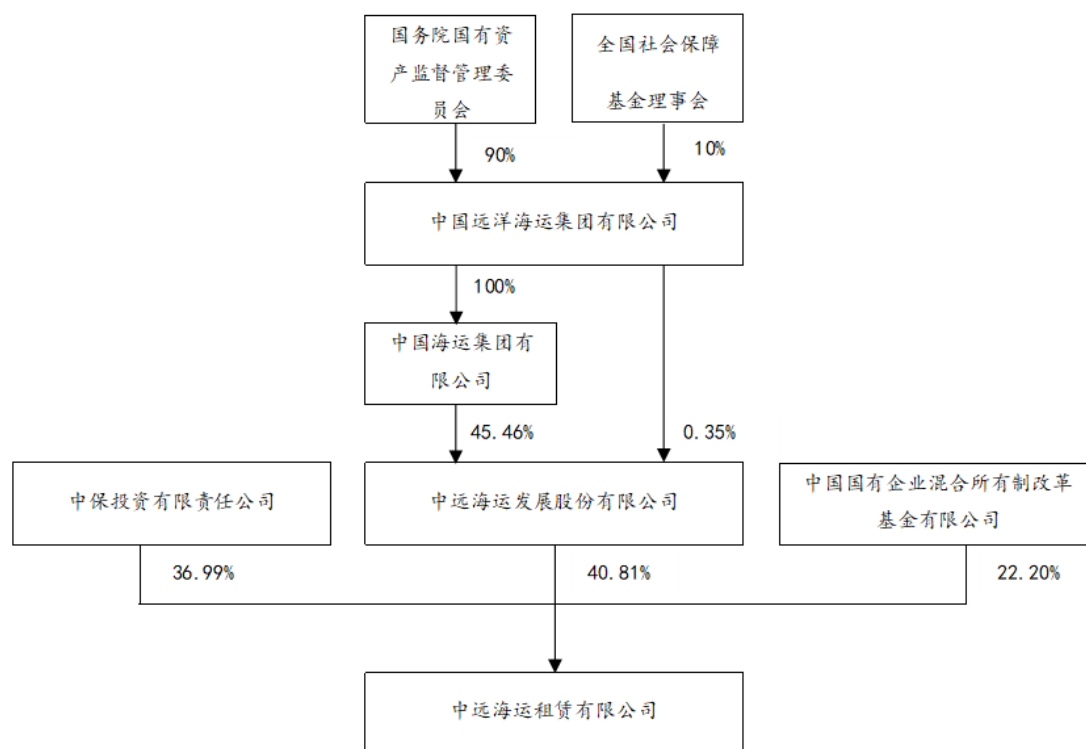 国务院国有资
产监督管理委
员会
全国社会保障
基金理事会
90%
10%
中国远洋海运集团有限公司
100%
中国海运集团有
限公司
45.46%
0.35%
中保投资有限责任公司
中远海运发展股份有限公司
中国国有企业混合所有制改革
基金有限公司
36.99%
40.81%
22.20%
中远海运租赁有限公司